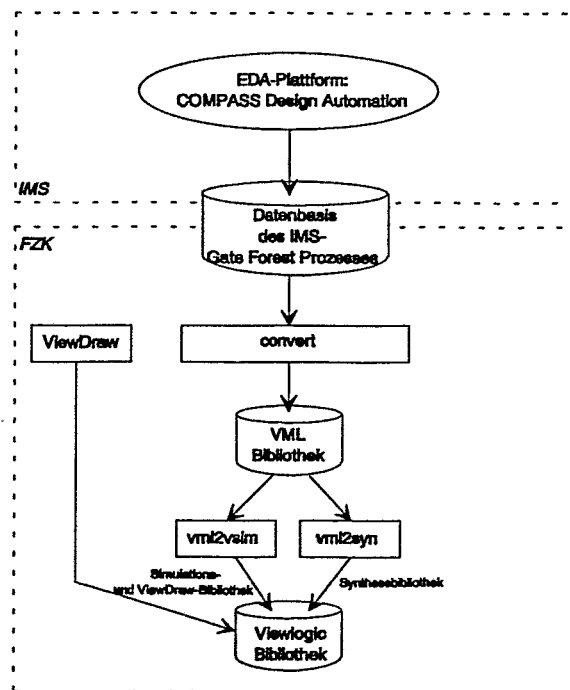 EDA-Plattform:
COMPASS Design Automation
IMS
Datenbasis
des IMS-
Gate Forest Prozesses
FZK
ViewDraw
convert
VML
Bibliothek
vml2vsim
vml2syn
Simulations-
und ViewDraw-Bibliothek
Synthesebibliothek
Viewlogic
Bibliothek